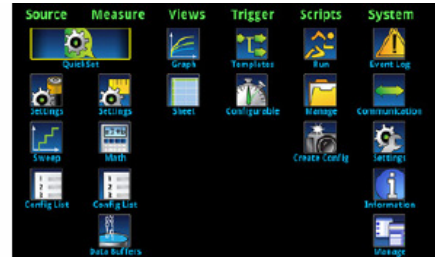 Source Measure Views Trigger Scripts System
QuickSet Graph Templates Run Event Log
Settings Settings Sheet Configurable Manage Communication
Sweep Math Create Config Settings
Config List Config List Information
Data Buffers Manage